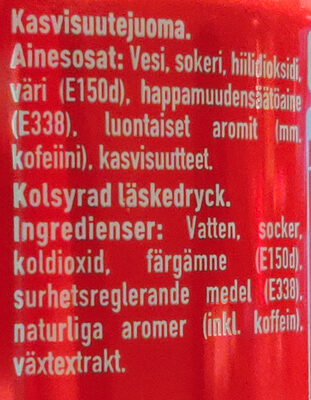 Kasvisuutejuoma.
Ainesosat: Vesi, sokeri, hiilidioksidi,
väri (E150d), happamuudensäätöaine
(E338), luontaiset aromit (mm.
kofeiini), kasvisuutteet.
Kolsyrad läskedryck.
Ingredienser: Vatten, socker,
koldioxid, färgämne (E150d),
surhetsreglerande medel (E338),
naturliga aromer (inkl. koffein),
växtextrakt.